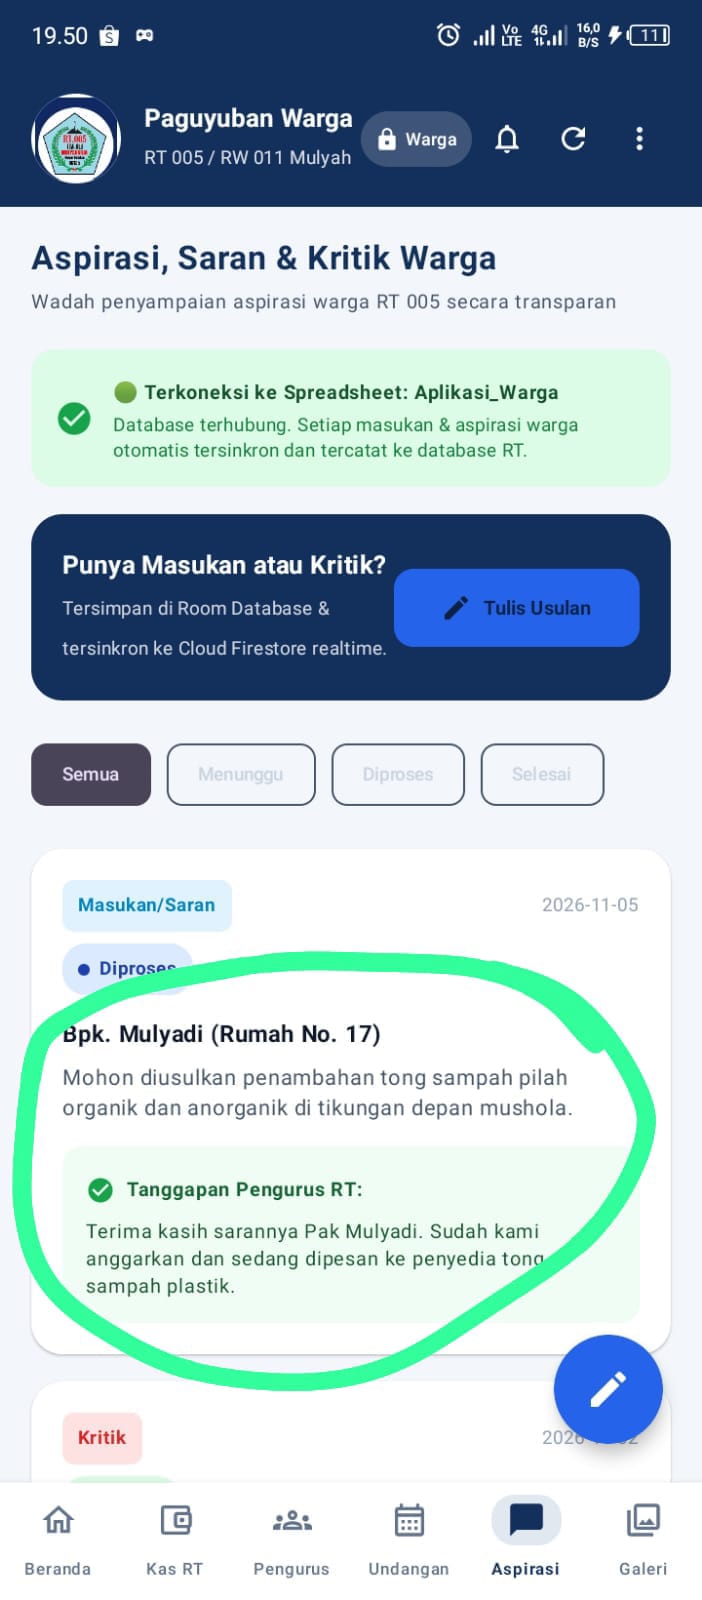 19.50
Vo
LTE
4G
16,0
B/S
11
Paguyuban Warga
RT 005 / RW 011 Mulyah
Warga
RT.005
Aspirasi, Saran & Kritik Warga
Wadah penyampaian aspirasi warga RT 005 secara transparan
Terkoneksi ke Spreadsheet: Aplikasi_Warga
Database terhubung. Setiap masukan & aspirasi warga
otomatis tersinkron dan tercatat ke database RT.
Punya Masukan atau Kritik?
Tersimpan di Room Database &
tersinkron ke Cloud Firestore realtime.
Tulis Usulan
Semua
Menunggu
Diproses
Selesai
Masukan/Saran
2026-11-05
Diproses
Bpk. Mulyadi (Rumah No. 17)
Mohon diusulkan penambahan tong sampah pilah
organik dan anorganik di tikungan depan mushola.
Tanggapan Pengurus RT:
Terima kasih sarannya Pak Mulyadi. Sudah kami
anggarkan dan sedang dipesan ke penyedia tong
sampah plastik.
Kritik
Beranda
Kas RT
Pengurus
Undangan
Aspirasi
Galeri